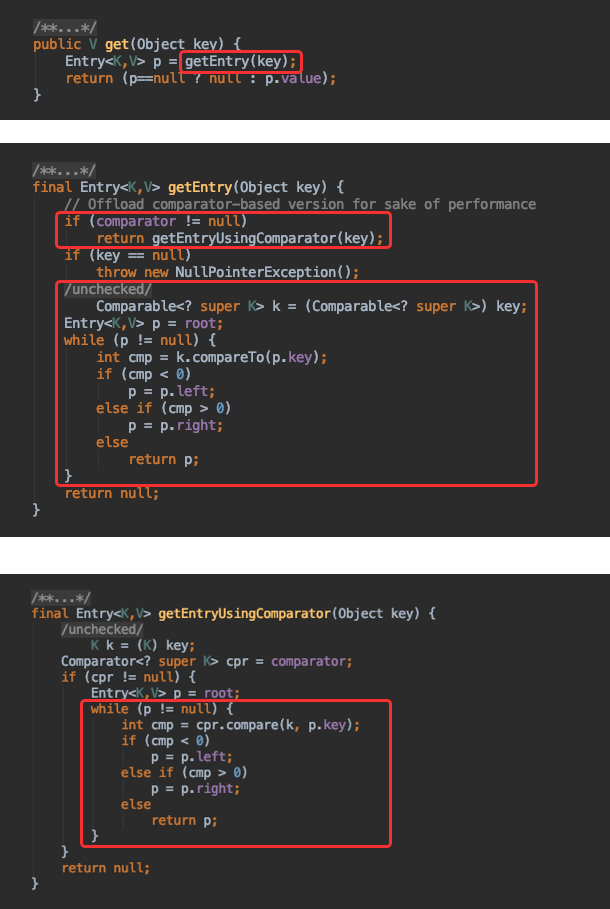 /**...*/
public V get(Object key) {
Entry<K,V> p = getEntry(key);
return (p==null ? null : p.value);
}
/**...*/
final Entry<K,V> getEntry(Object key) {
// Offload comparator-based version for sake of performance
if (comparator != null)
return getEntryUsingComparator(key);
if (key == null)
throw new NullPointerException();
/unchecked/
Comparable<? super K> k = (Comparable<? super K>) key;
Entry<K,V> p = root;
while (p != null) {
int cmp = k.compareTo(p.key);
if (cmp < 0)
p = p.left;
else if (cmp > 0)
p = p.right;
else
return p;
}
return null;
}
/**...*/
final Entry<K,V> getEntryUsingComparator(Object key) {
/unchecked/
K k = (K) key;
Comparator<? super K> cpr = comparator;
if (cpr != null) {
Entry<K,V> p = root;
while (p != null) {
int cmp = cpr.compare(k, p.key);
if (cmp < 0)
p = p.left;
else if (cmp > 0)
p = p.right;
else
return p;
}
}
return null;
}